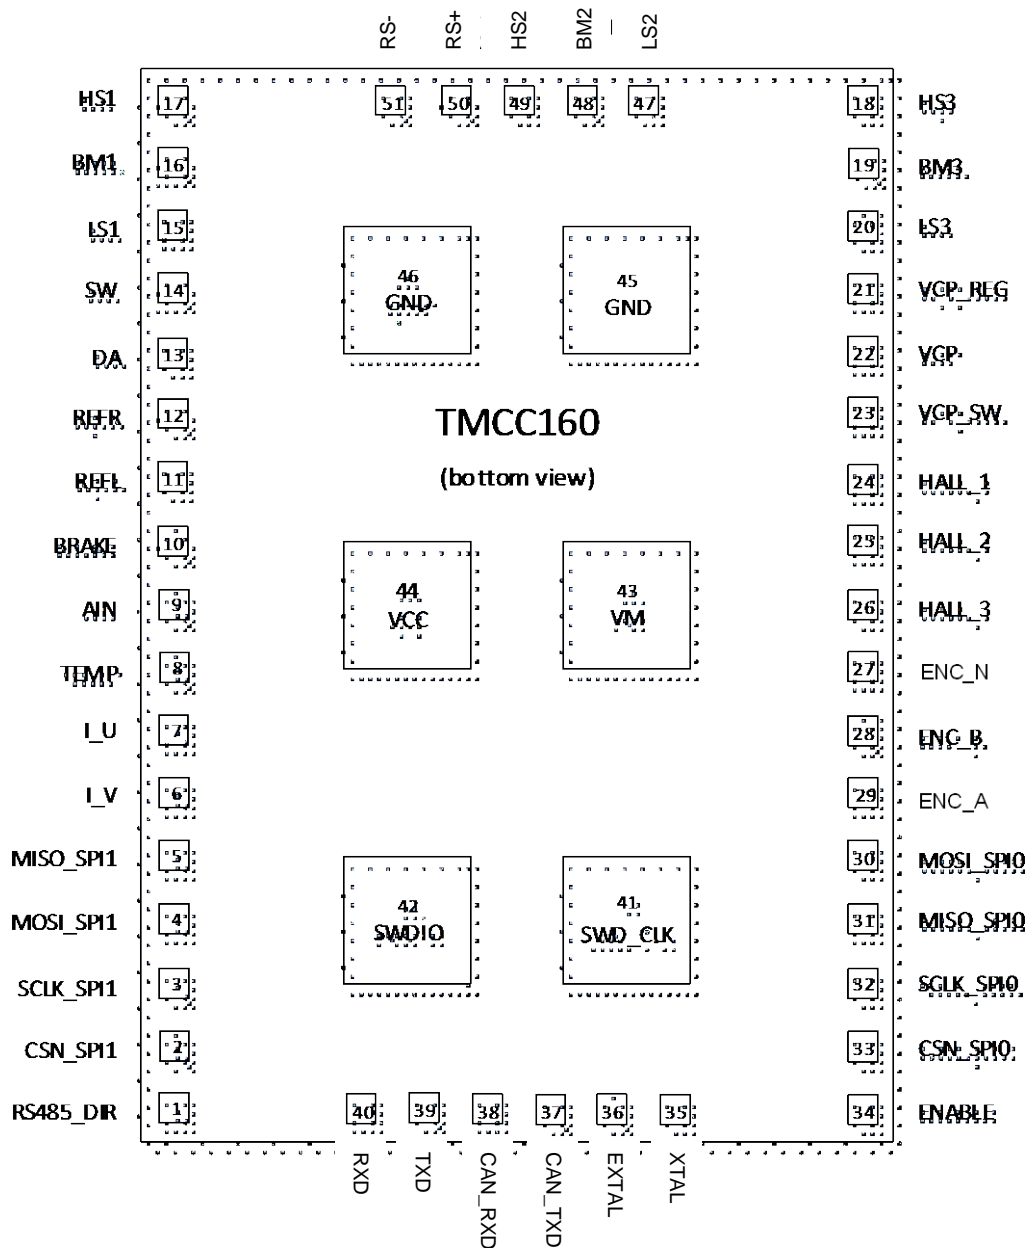 RS-
RS+
HS2
BM2
LS2
HS1
17
51
50
49
48
47
18
HS3
BM1
16
19
BM3
LS1
15
20
LS3
SW
14
46
GND
45
GND
21
VCP_REG
DA
13
22
VCP
REFR
12
TMCC160
23
VCP_SW
REFL
11
(bottom view)
24
HALL_1
BRAKE
10
25
HALL_2
AIN
9
44
VCC
43
VM
26
HALL_3
TEMP
8
27
ENC_N
I_U
7
28
ENC_B
I_V
6
29
ENC_A
MISO_SPI1
5
30
MOSI_SPI0
MOSI_SPI1
4
42
SWDIO
41
SWD_CLK
31
MISO_SPI0
SCLK_SPI1
3
32
SCLK_SPI0
CSN_SPI1
2
33
CSN_SPI0
RS485_DIR
1
40
39
38
37
36
35
34
ENABLE
RXD
TXD
CAN_RXD
CAN_TXD
EXTAL
XTAL